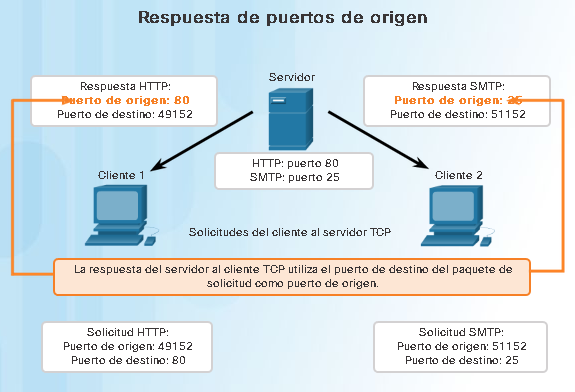 Respuesta de puertos de origen
Servidor
Respuesta HTTP:
Puerto de origen: 80
Puerto de destino: 49152
Respuesta SMTP:
Puerto de origen: 25
Puerto de destino: 51152
HTTP: puerto 80
SMTP: puerto 25
Cliente 1
Cliente 2
Solicitudes del cliente al servidor TCP
La respuesta del servidor al cliente TCP utiliza el puerto de destino del paquete de
solicitud como puerto de origen.
Solicitud HTTP:
Puerto de origen: 49152
Puerto de destino: 80
Solicitud SMTP:
Puerto de origen: 51152
Puerto de destino: 25